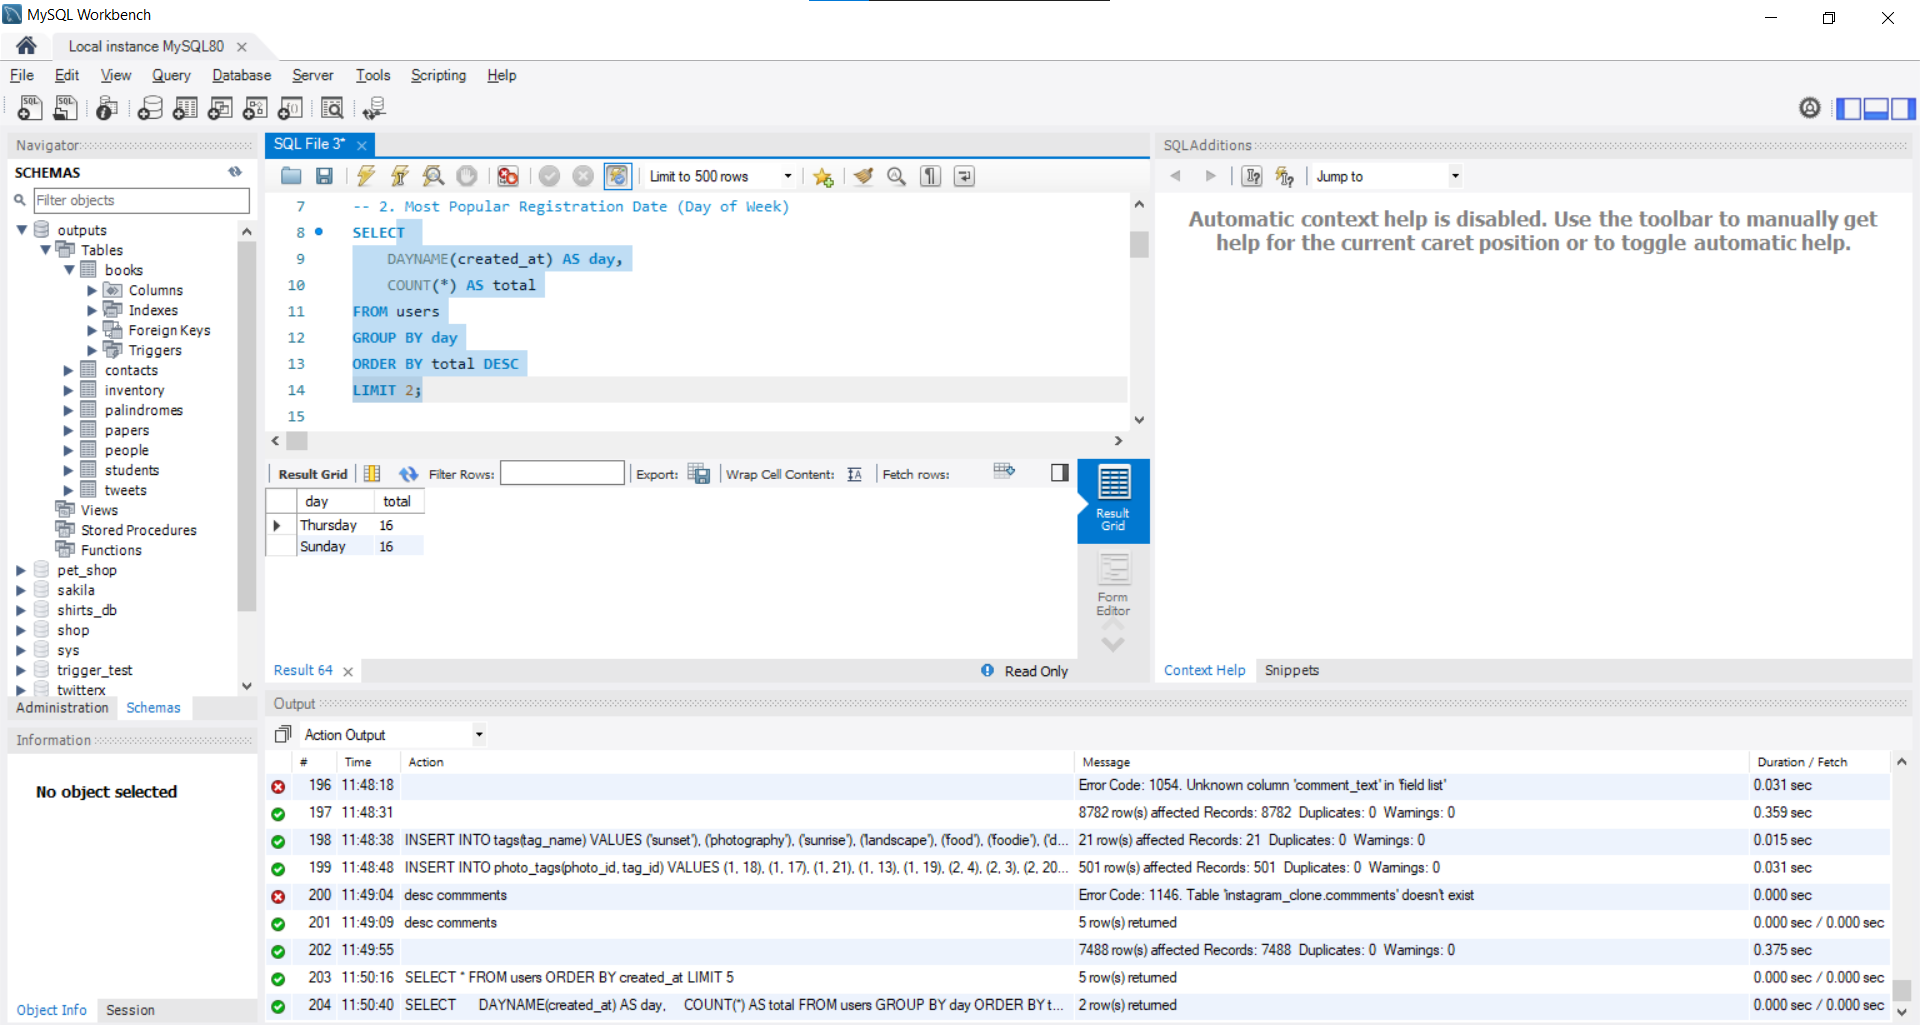 MySQL Workbench
Local instance MySQL80
File Edit View Query Database Server Tools Scripting Help
Navigator
SCHEMAS
Filter objects
outputs
Tables
books
Columns
Indexes
Foreign Keys
Triggers
contacts
inventory
palindromes
papers
people
students
tweets
Views
Stored Procedures
Functions
pet_shop
sakila
shirts_db
shop
sys
trigger_test
twitterx
Administration Schemas
Information
No object selected
Object Info Session
SQL File 3*
Limit to 500 rows
7 -- 2. Most Popular Registration Date (Day of Week)
8 SELECT
9 DAYNAME(created_at) AS day,
10 COUNT(*) AS total
11 FROM users
12 GROUP BY day
13 ORDER BY total DESC
14 LIMIT 2;
15
Result Grid Filter Rows: Export: Wrap Cell Content: Fetch rows:
day total
Thursday 16
Sunday 16
Result Grid
Form Editor
Result 64 Read Only
SQLAdditions
Jump to
Automatic context help is disabled. Use the toolbar to manually get
help for the current caret position or to toggle automatic help.
Context Help Snippets
Output
Action Output
# Time Action Message Duration / Fetch
196 11:48:18 Error Code: 1054. Unknown column 'comment_text' in 'field list' 0.031 sec
197 11:48:31 8782 row(s) affected Records: 8782 Duplicates: 0 Warnings: 0 0.359 sec
198 11:48:38 INSERT INTO tags(tag_name) VALUES ('sunset'), ('photography'), ('sunrise'), ('landscape'), ('food'), ('foodie'), ('d... 21 row(s) affected Records: 21 Duplicates: 0 Warnings: 0 0.015 sec
199 11:48:48 INSERT INTO photo_tags(photo_id, tag_id) VALUES (1, 18), (1, 17), (1, 21), (1, 13), (1, 19), (2, 4), (2, 3), (2, 20... 501 row(s) affected Records: 501 Duplicates: 0 Warnings: 0 0.031 sec
200 11:49:04 desc commments Error Code: 1146. Table 'instagram_clone.commments' doesn't exist 0.000 sec
201 11:49:09 desc comments 5 row(s) returned 0.000 sec / 0.000 sec
202 11:49:55 7488 row(s) affected Records: 7488 Duplicates: 0 Warnings: 0 0.375 sec
203 11:50:16 SELECT * FROM users ORDER BY created_at LIMIT 5 5 row(s) returned 0.000 sec / 0.000 sec
204 11:50:40 SELECT DAYNAME(created_at) AS day, COUNT(*) AS total FROM users GROUP BY day ORDER BY t... 2 row(s) returned 0.000 sec / 0.000 sec